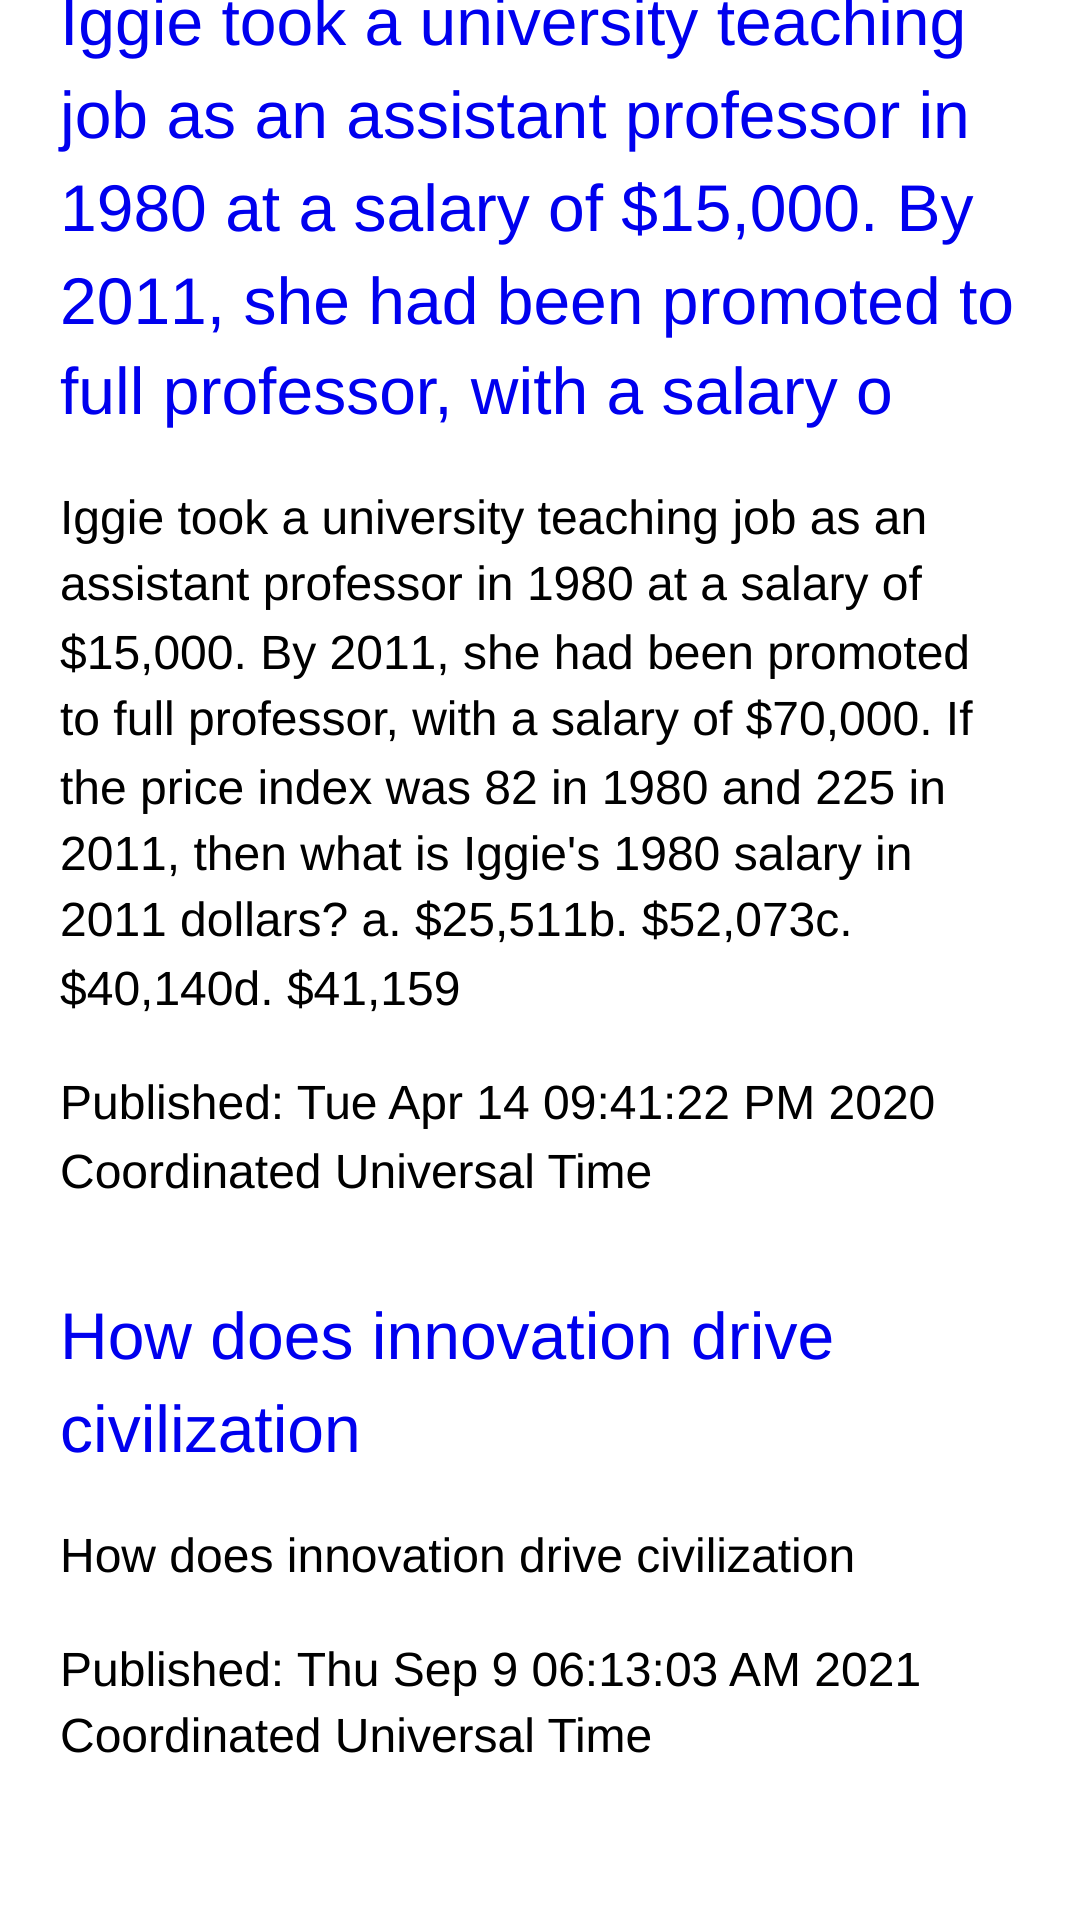 Iggie took a university teaching
job as an assistant professor in
1980 at a salary of $15,000. By
2011, she had been promoted to
full professor, with a salary o
Iggie took a university teaching job as an
assistant professor in 1980 at a salary of
$15,000. By 2011, she had been promoted
to full professor, with a salary of $70,000. If
the price index was 82 in 1980 and 225 in
2011, then what is Iggie's 1980 salary in
2011 dollars? a. $25,511b. $52,073c.
$40,140d. $41,159
Published: Tue Apr 14 09:41:22 PM 2020
Coordinated Universal Time
How does innovation drive
civilization
How does innovation drive civilization
Published: Thu Sep 9 06:13:03 AM 2021
Coordinated Universal Time